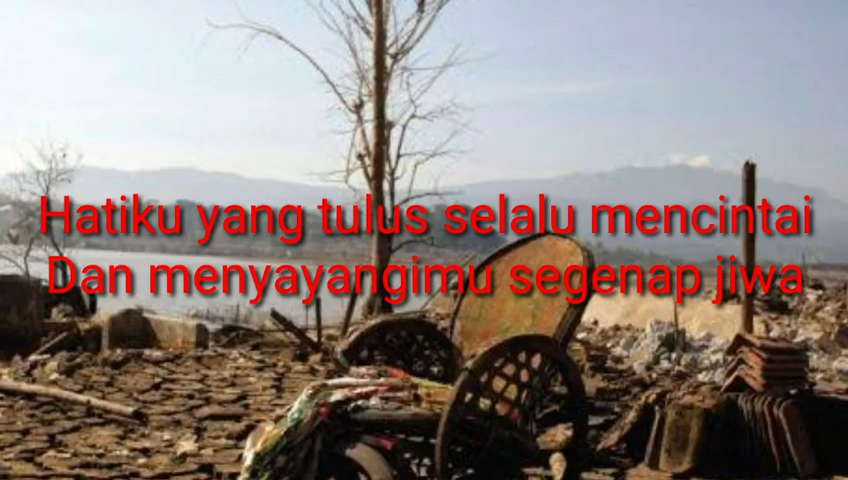 Hatiku yang tulus selalu mencintai
Dan menyayangimu segenap jiwa